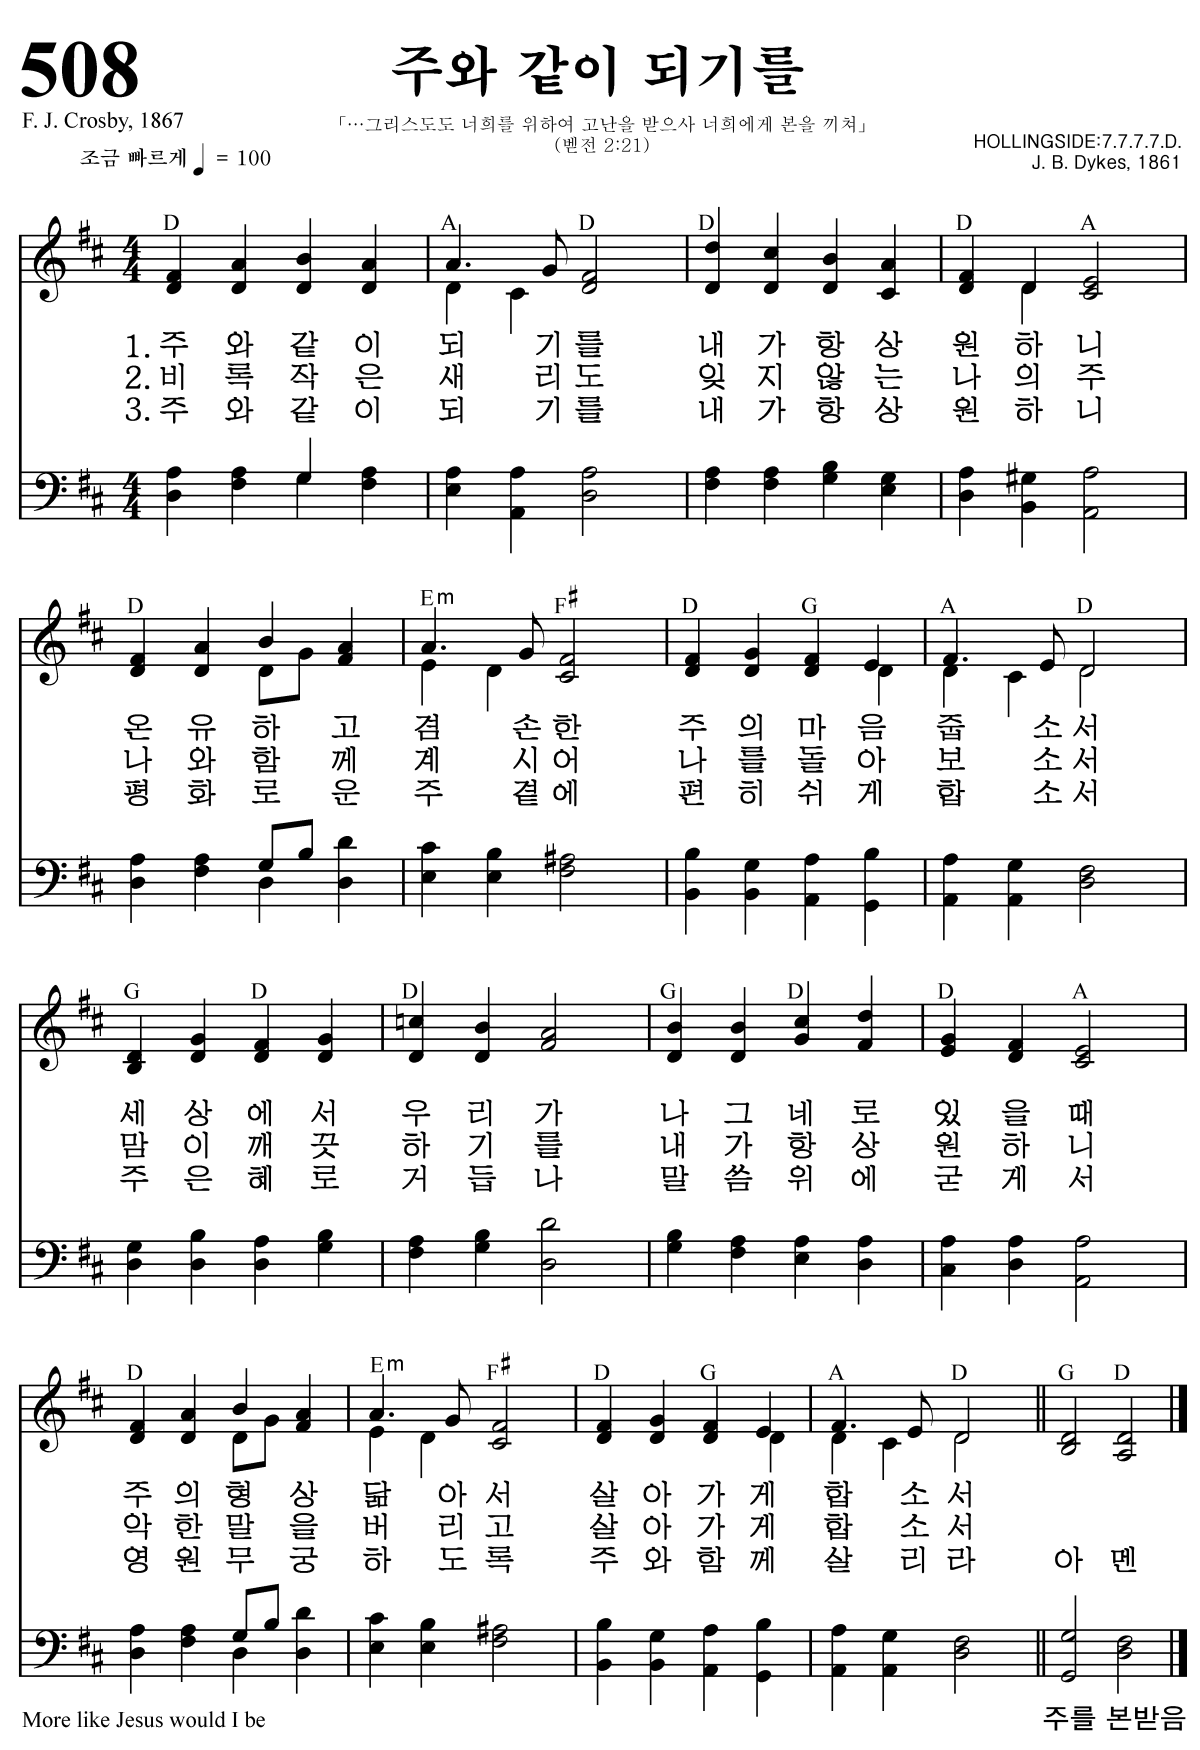 508
주와 같이 되기를
F. J. Crosby, 1867
「…그리스도도 너희를 위하여 고난을 받으사 너희에게 본을 끼쳐」
(벧전 2:21)
HOLLINGSIDE:7.7.7.7.D.
조금 빠르게 ♩ = 100
J. B. Dykes, 1861
D A D D D A
1. 주 와 같 이 되 기 를 내 가 항 상 원 하 니
2. 비 록 작 은 새 리 도 잊 지 않 는 나 의 주
3. 주 와 같 이 되 기 를 내 가 항 상 원 하 니
D Em F# D G A D
온 유 하 고 겸 손 한 주 의 마 음 줍 소 서
나 와 함 께 계 시 어 나 를 돌 아 보 소 서
평 화 로 운 주 곁 에 편 히 쉬 게 합 소 서
G D D G D D A
세 상 에 서 우 리 가 나 그 네 로 있 을 때
맘 이 깨 끗 하 기 를 내 가 항 상 원 하 니
주 은 혜 로 거 듭 나 말 씀 위 에 굳 게 서
D Em F# D G A D G D
주 의 형 상 닮 아 서 살 아 가 게 합 소 서
악 한 말 을 버 리 고 살 아 가 게 합 소 서
영 원 무 궁 하 도 록 주 와 함 께 살 리 라 아 멘
More like Jesus would I be
주를 본받음